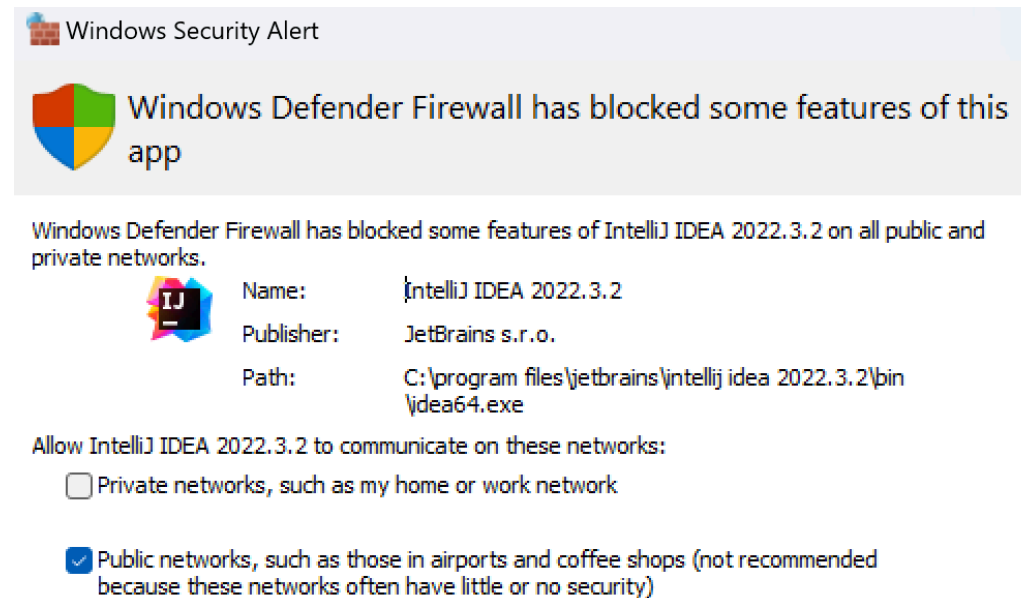 Windows Security Alert
Windows Defender Firewall has blocked some features of this
app
Windows Defender Firewall has blocked some features of IntelliJ IDEA 2022.3.2 on all public and
private networks.
IJ
Name: IntelliJ IDEA 2022.3.2
Publisher: JetBrains s.r.o.
Path: C:\program files\jetbrains\intellij idea 2022.3.2\bin
\idea64.exe
Allow IntelliJ IDEA 2022.3.2 to communicate on these networks:
Private networks, such as my home or work network
Public networks, such as those in airports and coffee shops (not recommended
because these networks often have little or no security)